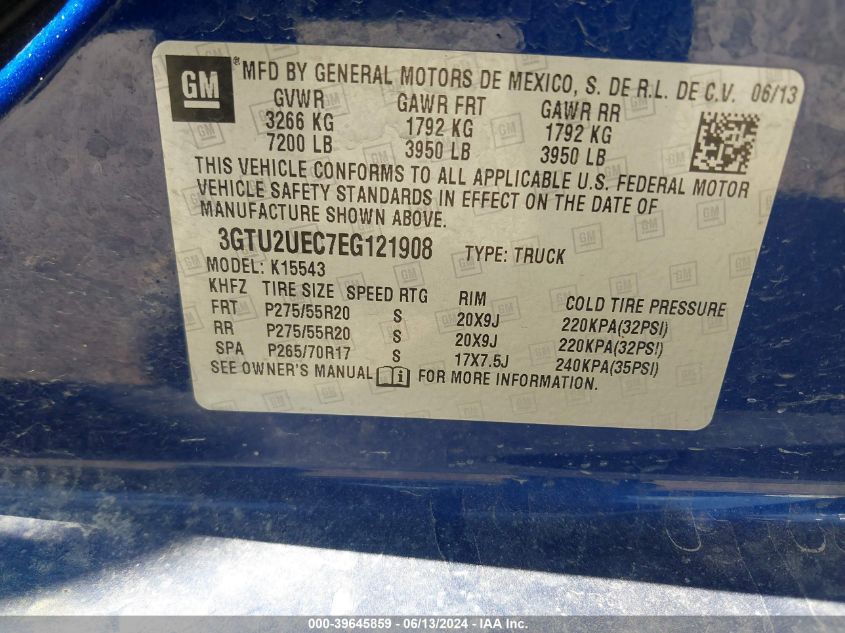 GM® MFD BY GENERAL MOTORS DE MEXICO, S. DE R.L. DE C.V. 06/13
GVWR GAWR FRT GAWR RR
3266 KG 1792 KG 1792 KG
7200 LB 3950 LB 3950 LB
THIS VEHICLE CONFORMS TO ALL APPLICABLE U.S. FEDERAL MOTOR
VEHICLE SAFETY STANDARDS IN EFFECT ON THE DATE OF
MANUFACTURE SHOWN ABOVE.
3GTU2UEC7EG121908 TYPE: TRUCK
MODEL: K15543
KHFZ TIRE SIZE SPEED RTG RIM COLD TIRE PRESSURE
FRT P275/55R20 S 20X9J 220KPA(32PSI)
RR P275/55R20 S 20X9J 220KPA(32PSI)
SPA P265/70R17 S 17X7.5J 240KPA(35PSI)
SEE OWNER'S MANUAL FOR MORE INFORMATION.
000-39645859 - 06/13/2024 - IAA, Inc.